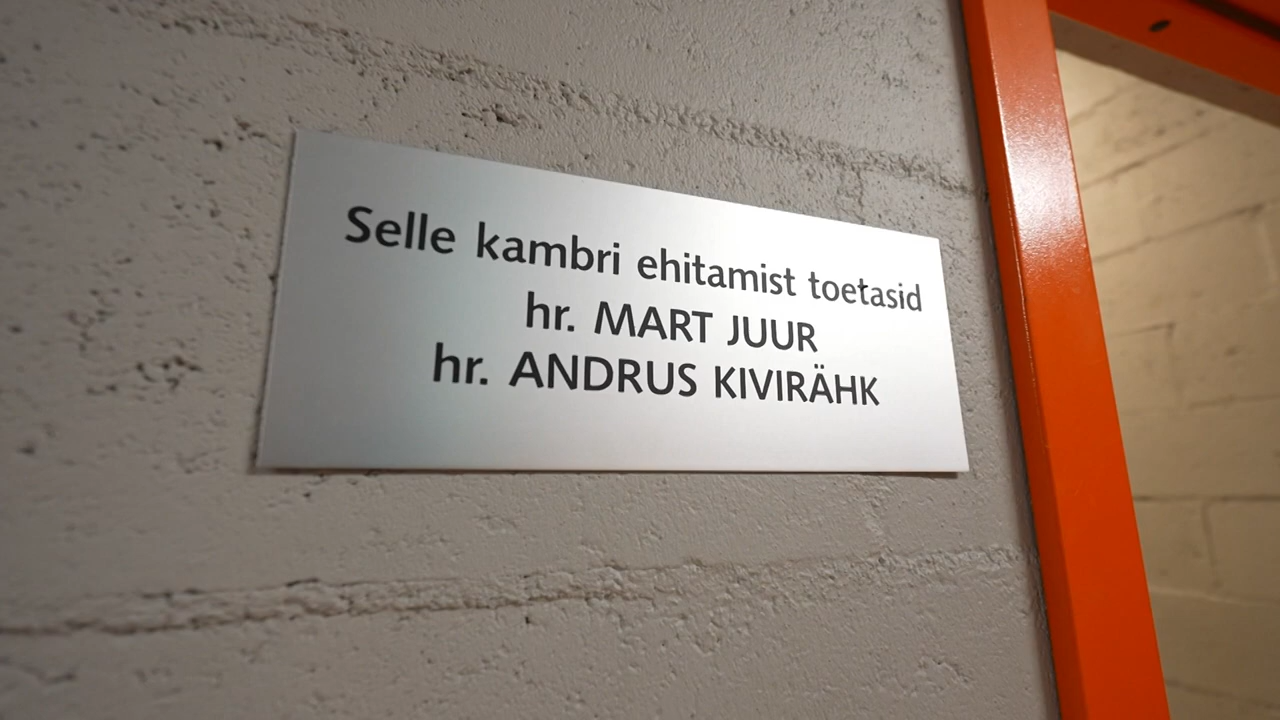 Selle kambri ehitamist toetasid
hr. MART JUUR
hr. ANDRUS KIVIRÄHK